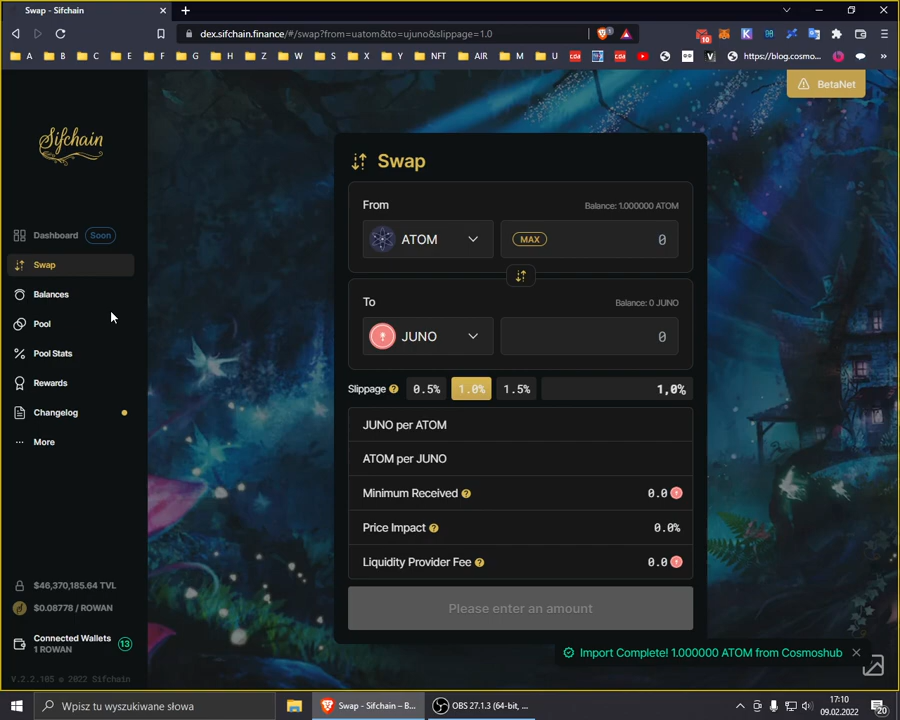 Swap - Sifchain
dex.sifchain.finance/#/swap?from=uatom&to=ujuno&slippage=1.0
1
10
A B C E F G H Z W S X Y NFT AIR M U https://blog.cosmo... »
BetaNet
Sifchain
Dashboard Soon
Swap
Balances
Pool
Pool Stats
Rewards
Changelog
More
Swap
From Balance: 1.000000 ATOM
ATOM MAX 0
To Balance: 0 JUNO
JUNO 0
Slippage ? 0.5% 1.0% 1.5% 1,0%
JUNO per ATOM
ATOM per JUNO
Minimum Received ? 0.0
Price Impact ? 0.0%
Liquidity Provider Fee ? 0.0
Please enter an amount
$46,370,185.64 TVL
$0.08778 / ROWAN
Connected Wallets 13
1 ROWAN
V.2.2.105 © 2022 Sifchain
Import Complete! 1.000000 ATOM from Cosmoshub
Wpisz tu wyszukiwane słowa
Swap - Sifchain – B...
OBS 27.1.3 (64-bit, ...
17:10
09.02.2022
20